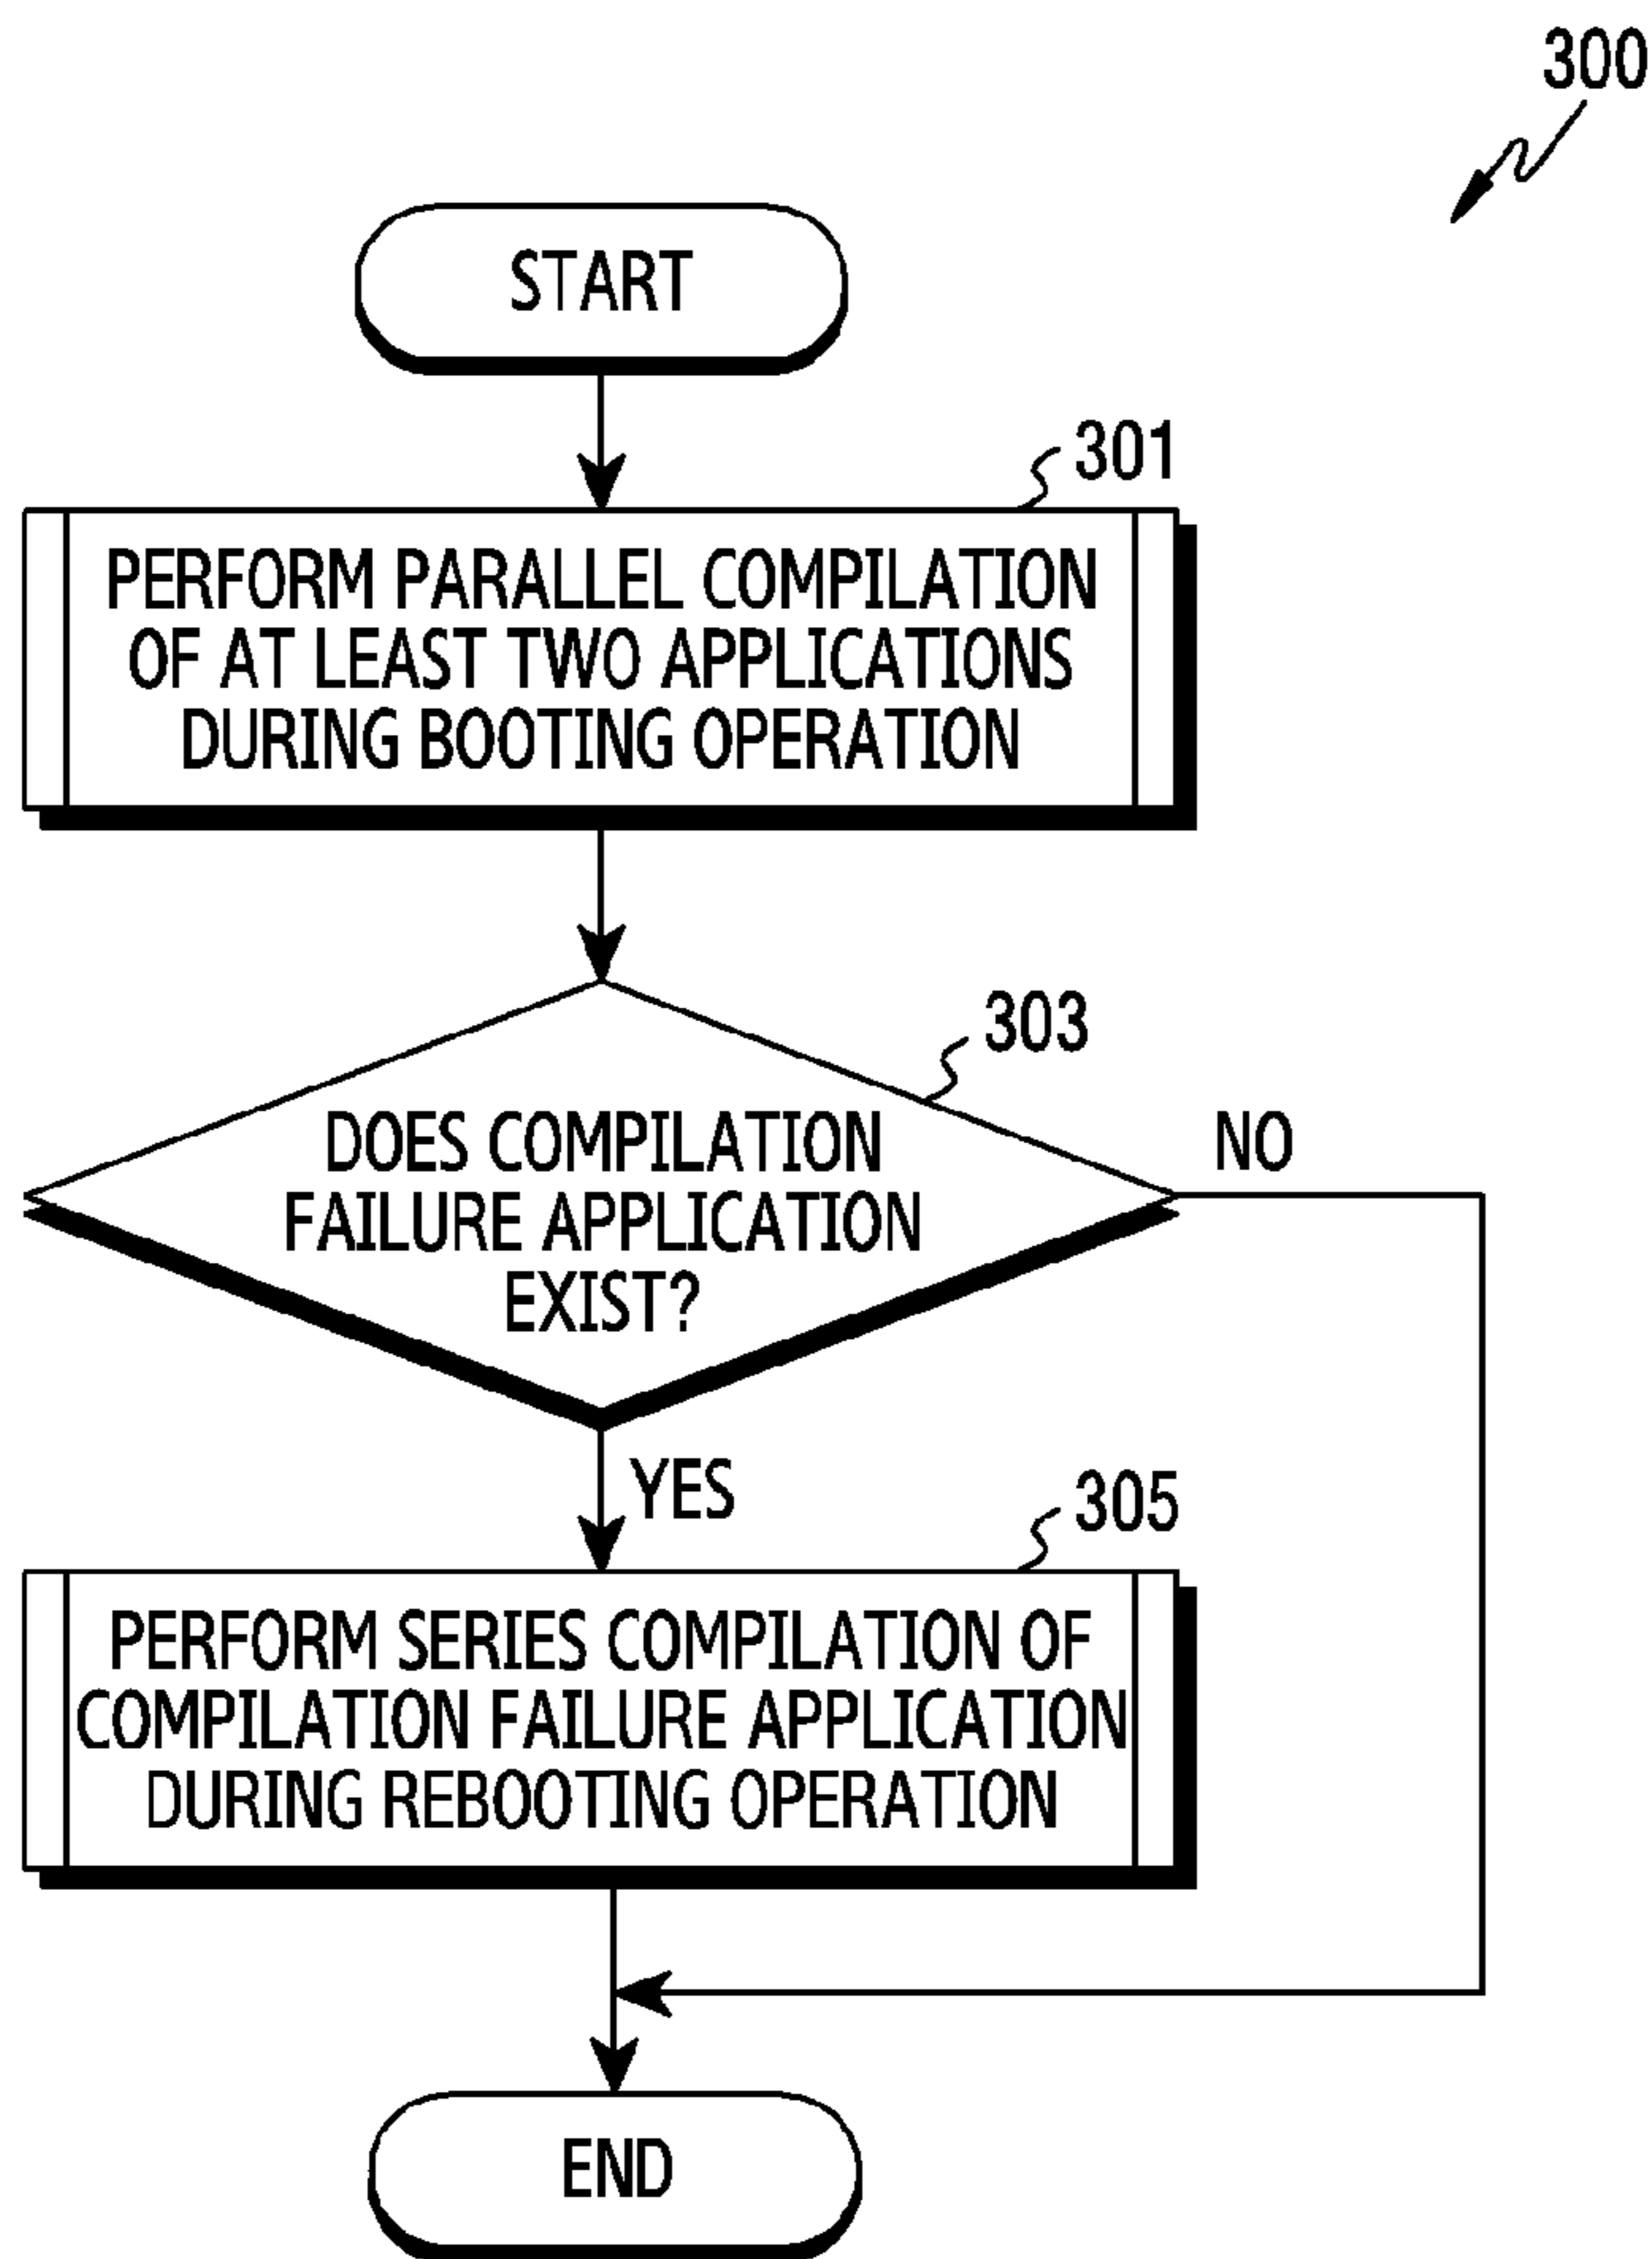 300
START
301
PERFORM PARALLEL COMPILATION
OF AT LEAST TWO APPLICATIONS
DURING BOOTING OPERATION
303
DOES COMPILATION
FAILURE APPLICATION
EXIST?
NO
YES
305
PERFORM SERIES COMPILATION OF
COMPILATION FAILURE APPLICATION
DURING REBOOTING OPERATION
END